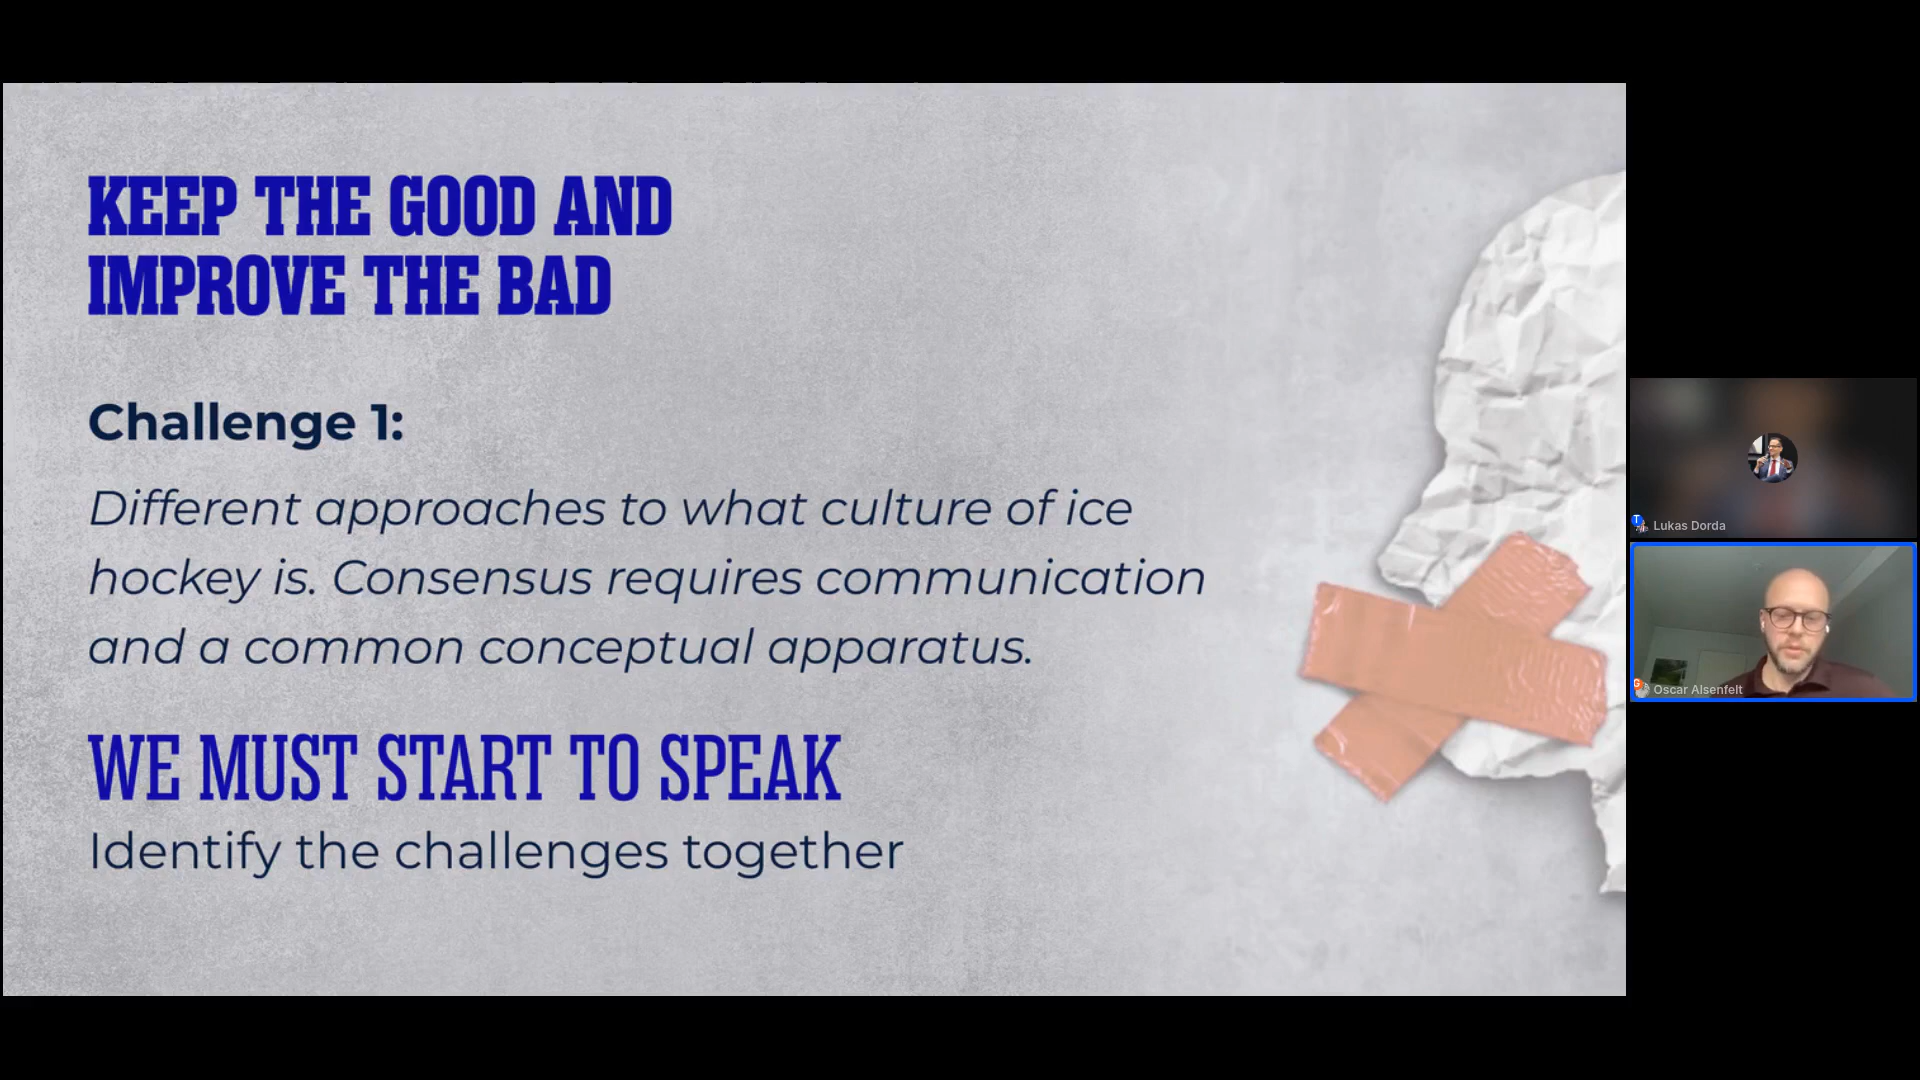 KEEP THE GOOD AND
IMPROVE THE BAD
Challenge 1:
Different approaches to what culture of ice
hockey is. Consensus requires communication
and a common conceptual apparatus.
WE MUST START TO SPEAK
Identify the challenges together
Lukas Dorda
Oscar Alsenfelt